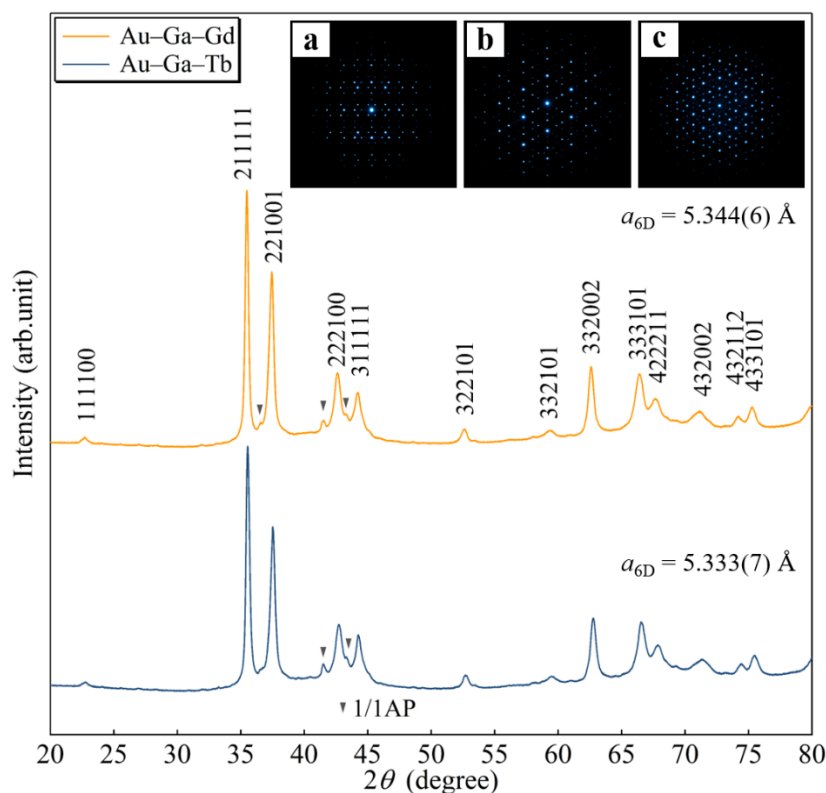 Au–Ga–Gd
Au–Ga–Tb
a
b
c
211111
221001
a6D = 5.344(6) Å
111100
222100
311111
322101
332101
332002
333101
422211
432002
432112
433101
a6D = 5.333(7) Å
1/1AP
Intensity (arb.unit)
20 25 30 35 40 45 50 55 60 65 70 75 80
2θ (degree)